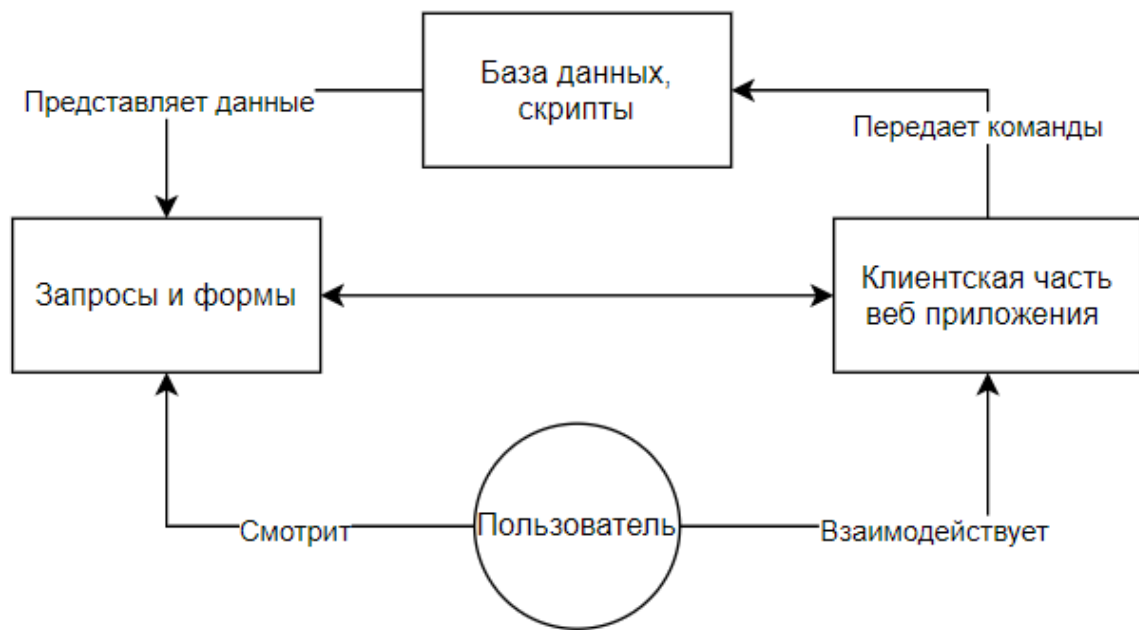 База данных,
скрипты
Представляет данные
Передает команды
Запросы и формы
Клиентская часть
веб приложения
Смотрит
Пользователь
Взаимодействует